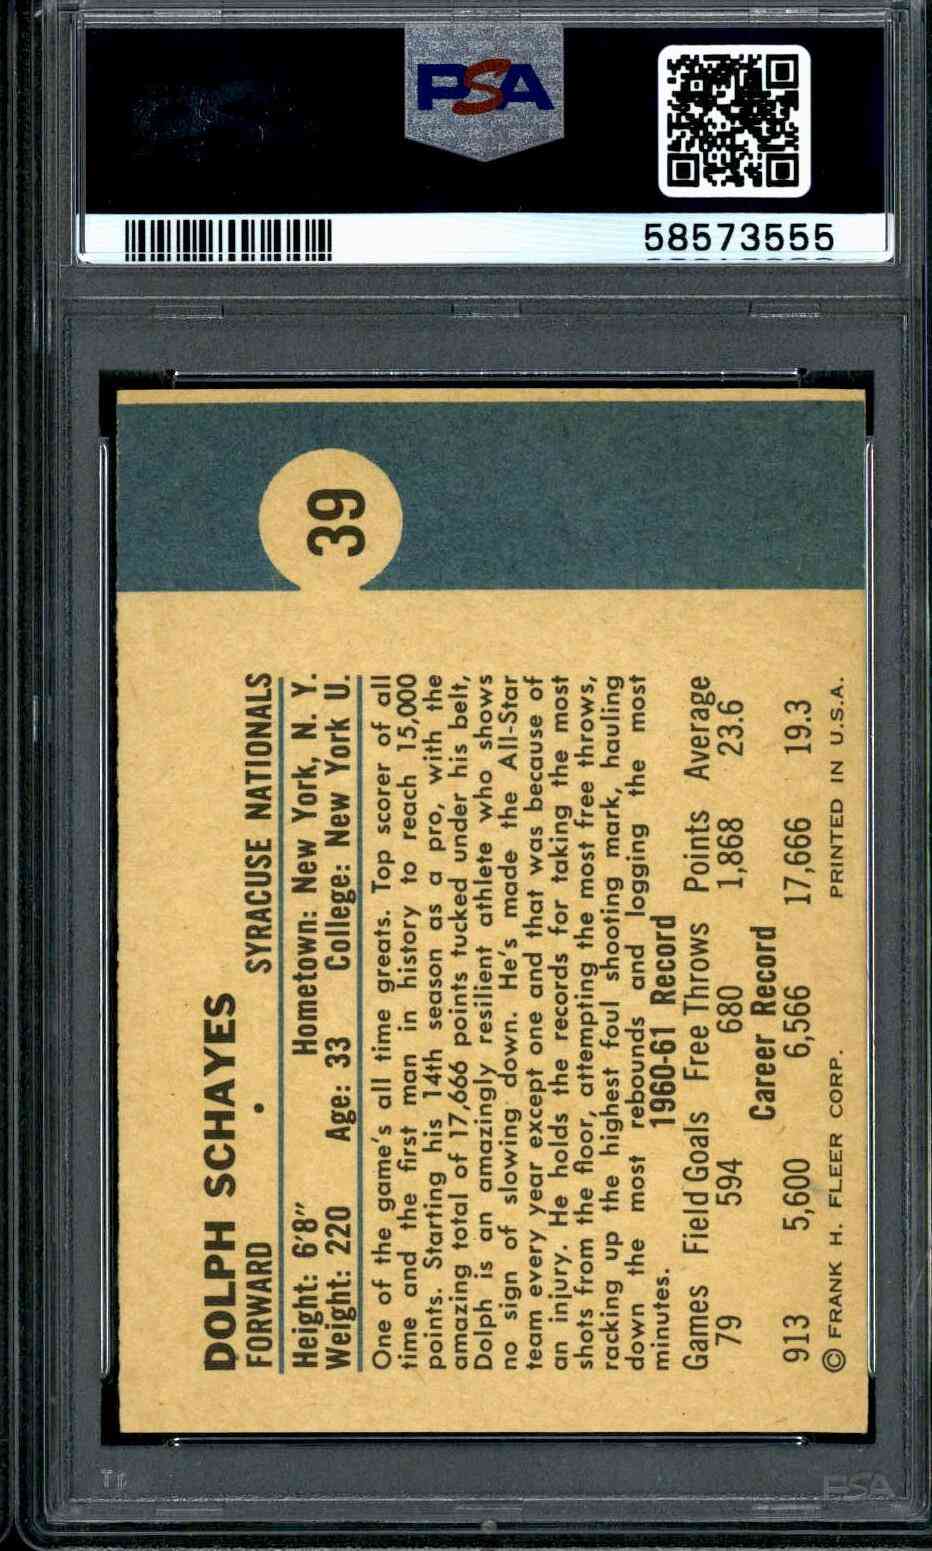 PSA
58573555
39
DOLPH SCHAYES
FORWARD • SYRACUSE NATIONALS
Height: 6'8" Hometown: New York, N. Y.
Weight: 220 Age: 33 College: New York U.
One of the game's all time greats. Top scorer of all
time and the first man in history to reach 15,000
points. Starting his 14th season as a pro, with the
amazing total of 17,666 points tucked under his belt,
Dolph is an amazingly resilient athlete who shows
no sign of slowing down. He's made the All-Star
team every year except one and that was because of
an injury. He holds the records for taking the most
shots from the floor, attempting the most free throws,
racking up the highest foul shooting mark, hauling
down the most rebounds and logging the most
minutes.
1960-61 Record
Games Field Goals Free Throws Points Average
79 594 680 1,868 23.6
Career Record
913 5,600 6,566 17,666 19.3
© FRANK H. FLEER CORP. PRINTED IN U.S.A.
PSA